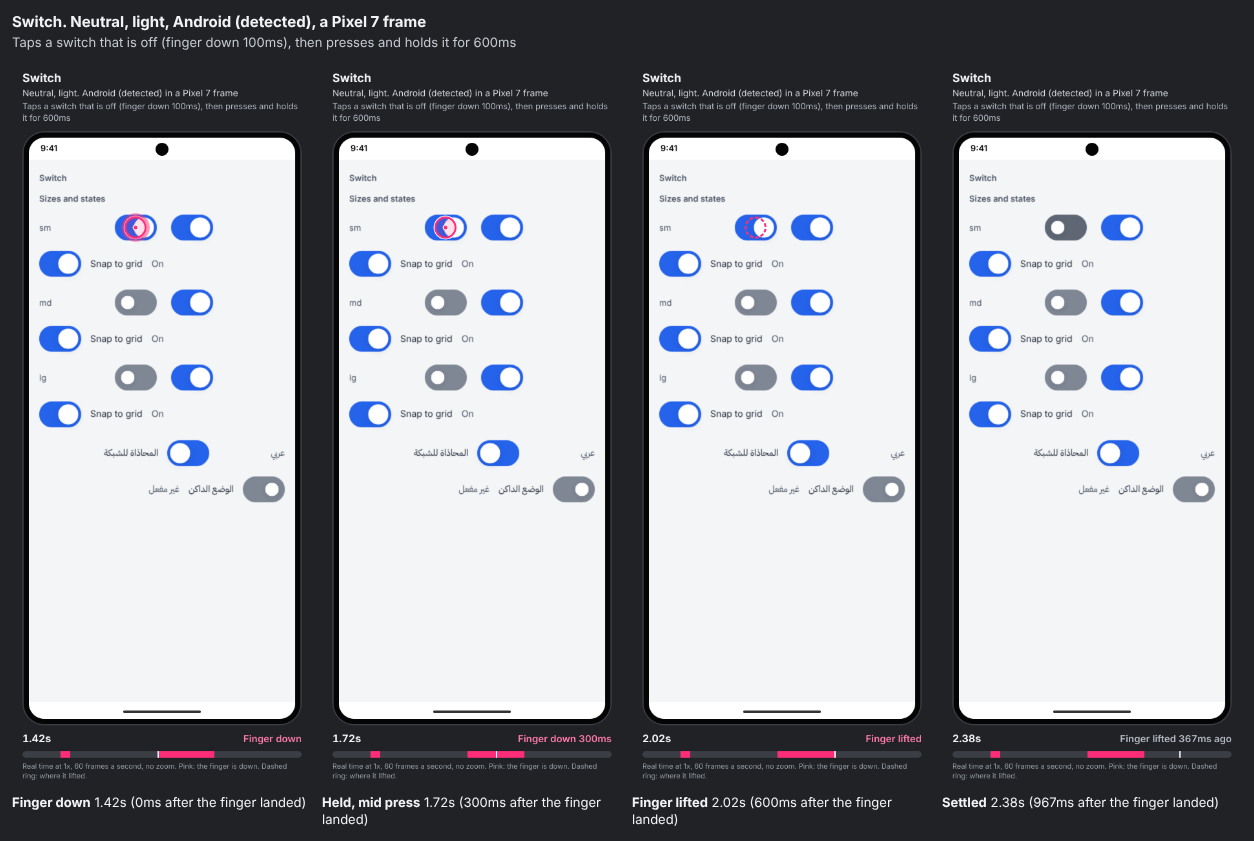 Switch. Neutral, light, Android (detected), a Pixel 7 frame
Taps a switch that is off (finger down 100ms), then presses and holds it for 600ms
Switch
Neutral, light. Android (detected) in a Pixel 7 frame
Taps a switch that is off (finger down 100ms), then presses and holds
it for 600ms
9:41
Switch
Sizes and states
sm
Snap to grid On
md
Snap to grid On
lg
Snap to grid On
عربي المحاذاة للشبكة
الوضع الداكن غير مفعل
1.42s Finger down
Real time at 1x, 60 frames a second, no zoom. Pink: the finger is down. Dashed
ring: where it lifted.
Finger down 1.42s (0ms after the finger landed)
Switch
Neutral, light. Android (detected) in a Pixel 7 frame
Taps a switch that is off (finger down 100ms), then presses and holds
it for 600ms
9:41
Switch
Sizes and states
sm
Snap to grid On
md
Snap to grid On
lg
Snap to grid On
عربي المحاذاة للشبكة
الوضع الداكن غير مفعل
1.72s Finger down 300ms
Real time at 1x, 60 frames a second, no zoom. Pink: the finger is down. Dashed
ring: where it lifted.
Held, mid press 1.72s (300ms after the finger
landed)
Switch
Neutral, light. Android (detected) in a Pixel 7 frame
Taps a switch that is off (finger down 100ms), then presses and holds
it for 600ms
9:41
Switch
Sizes and states
sm
Snap to grid On
md
Snap to grid On
lg
Snap to grid On
عربي المحاذاة للشبكة
الوضع الداكن غير مفعل
2.02s Finger lifted
Real time at 1x, 60 frames a second, no zoom. Pink: the finger is down. Dashed
ring: where it lifted.
Finger lifted 2.02s (600ms after the finger
landed)
Switch
Neutral, light. Android (detected) in a Pixel 7 frame
Taps a switch that is off (finger down 100ms), then presses and holds
it for 600ms
9:41
Switch
Sizes and states
sm
Snap to grid On
md
Snap to grid On
lg
Snap to grid On
عربي المحاذاة للشبكة
الوضع الداكن غير مفعل
2.38s Finger lifted 367ms ago
Real time at 1x, 60 frames a second, no zoom. Pink: the finger is down. Dashed
ring: where it lifted.
Settled 2.38s (967ms after the finger landed)